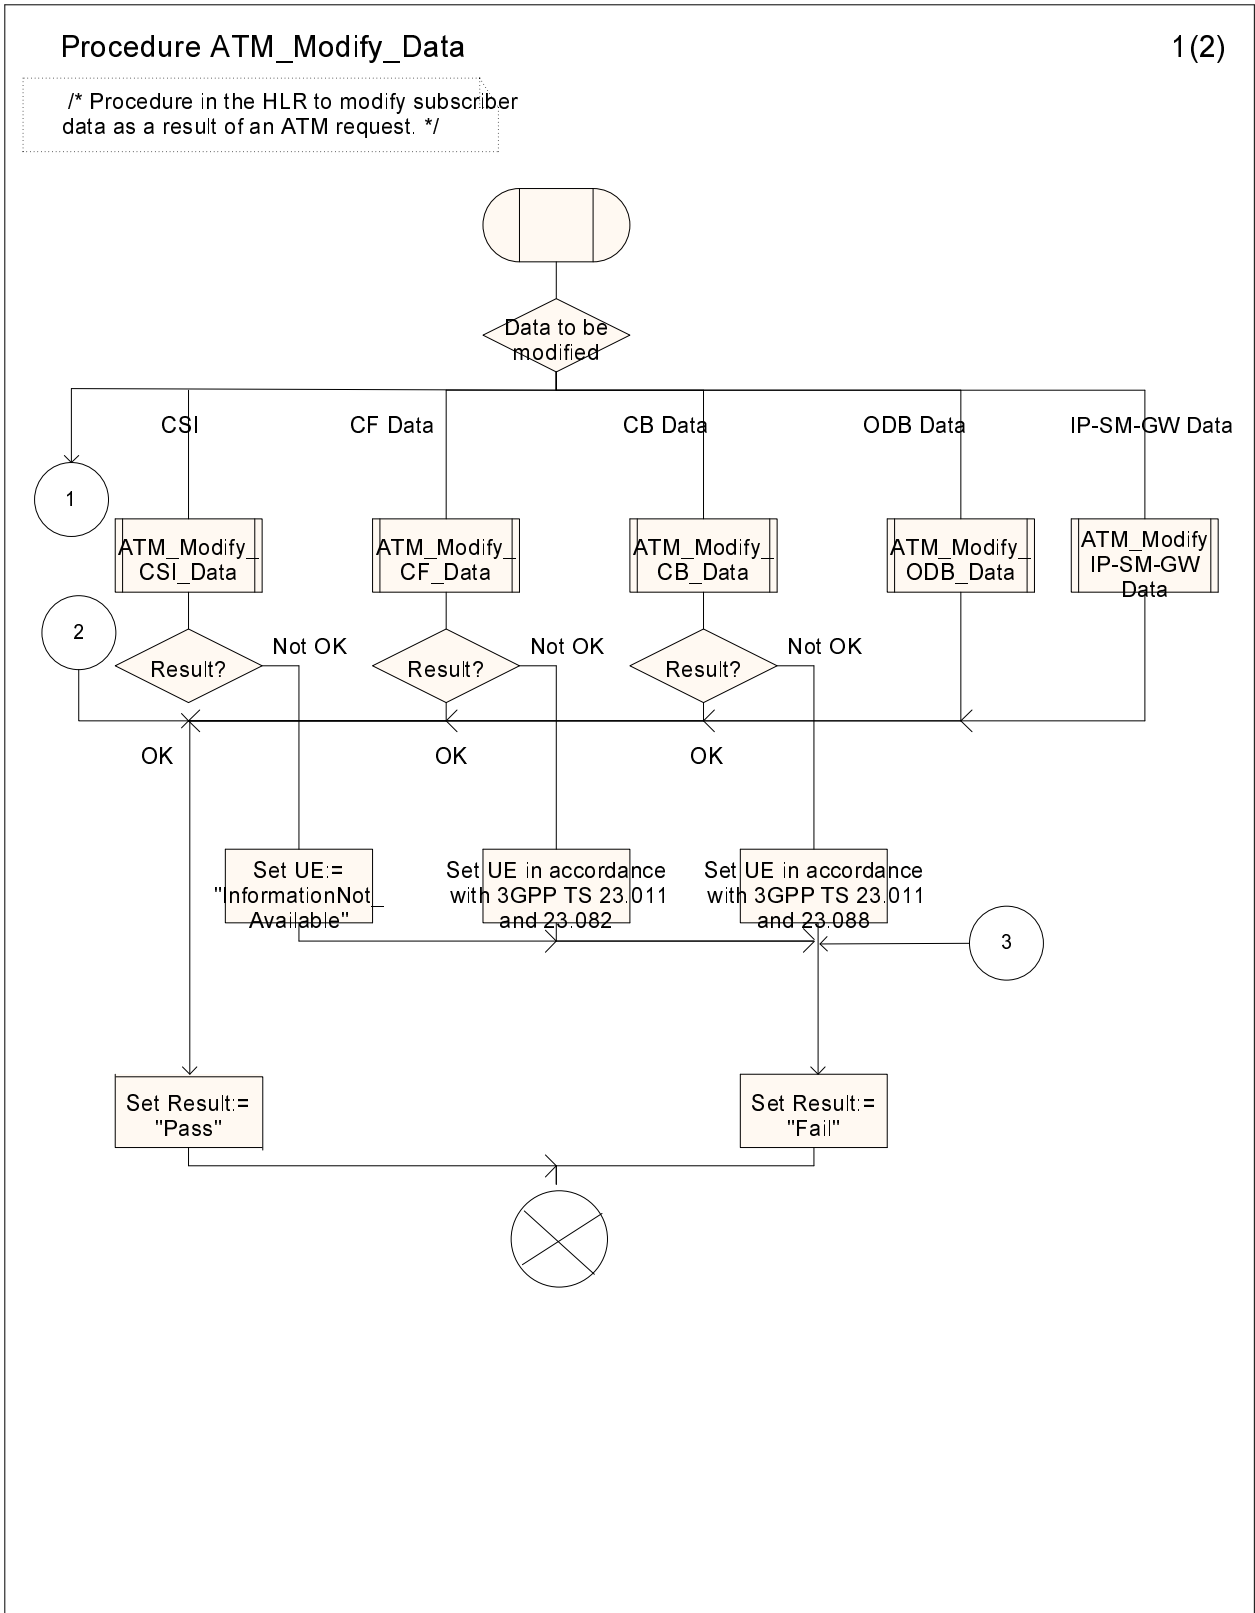 Procedure ATM_Modify_Data
1(2)
/* Procedure in the HLR to modify subscriber
data as a result of an ATM request. */
Data to be
modified
CSI
CF Data
CB Data
ODB Data
IP-SM-GW Data
1
ATM_Modify_
CSI_Data
ATM_Modify_
CF_Data
ATM_Modify_
CB_Data
ATM_Modify_
ODB_Data
ATM_Modify
IP-SM-GW
Data
2
Result?
Not OK
Result?
Not OK
Result?
Not OK
OK
OK
OK
Set UE:=
"InformationNot_
Available"
Set UE in accordance
with 3GPP TS 23.011
and 23.082
Set UE in accordance
with 3GPP TS 23.011
and 23.088
3
Set Result:=
"Pass"
Set Result:=
"Fail"